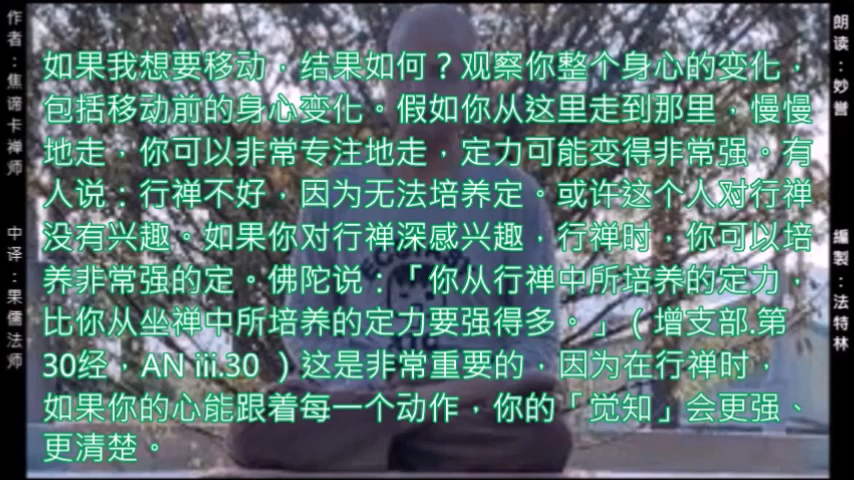 作者：焦谛卡禅师
中译：果儒法师
如果我想要移动，结果如何？观察你整个身心的变化，
包括移动前的身心变化。假如你从这里走到那里，慢慢
地走，你可以非常专注地走，定力可能变得非常强。有
人说：行禅不好，因为无法培养定。或许这个人对行禅
没有兴趣。如果你对行禅深感兴趣，行禅时，你可以培
养非常强的定。佛陀说：「你从行禅中所培养的定力，
比你从坐禅中所培养的定力要强得多。」（增支部.第
30经，AN iii.30 ）这是非常重要的，因为在行禅时，
如果你的心能跟着每一个动作，你的「觉知」会更强、
更清楚。
朗读：妙誉
編製：法特林